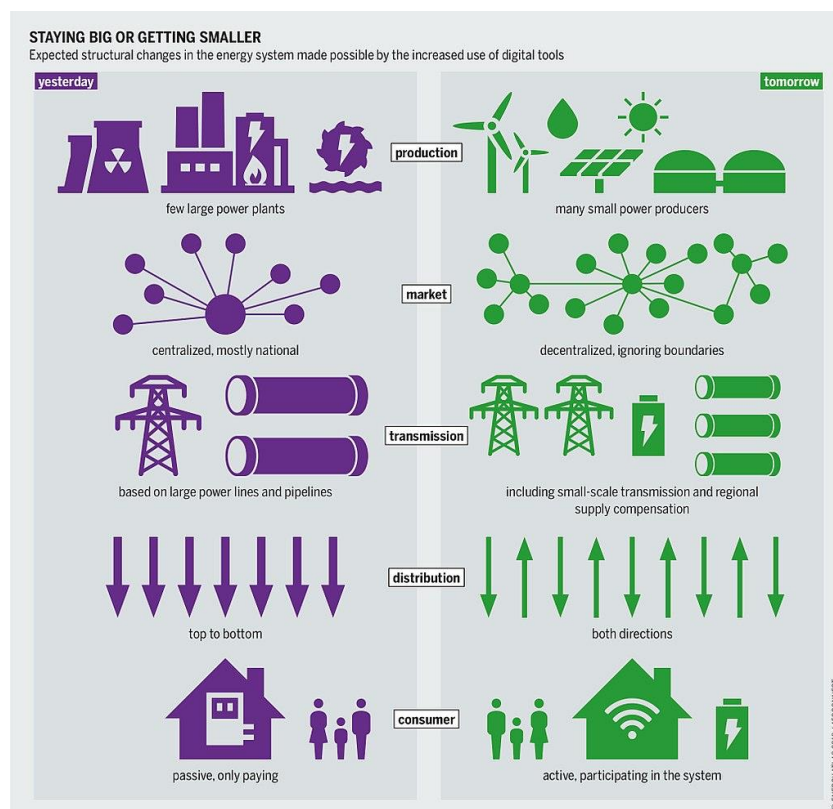 STAYING BIG OR GETTING SMALLER
Expected structural changes in the energy system made possible by the increased use of digital tools
yesterday
tomorrow
production
few large power plants
many small power producers
market
centralized, mostly national
decentralized, ignoring boundaries
transmission
based on large power lines and pipelines
including small-scale transmission and regional
supply compensation
distribution
top to bottom
both directions
consumer
passive, only paying
active, participating in the system